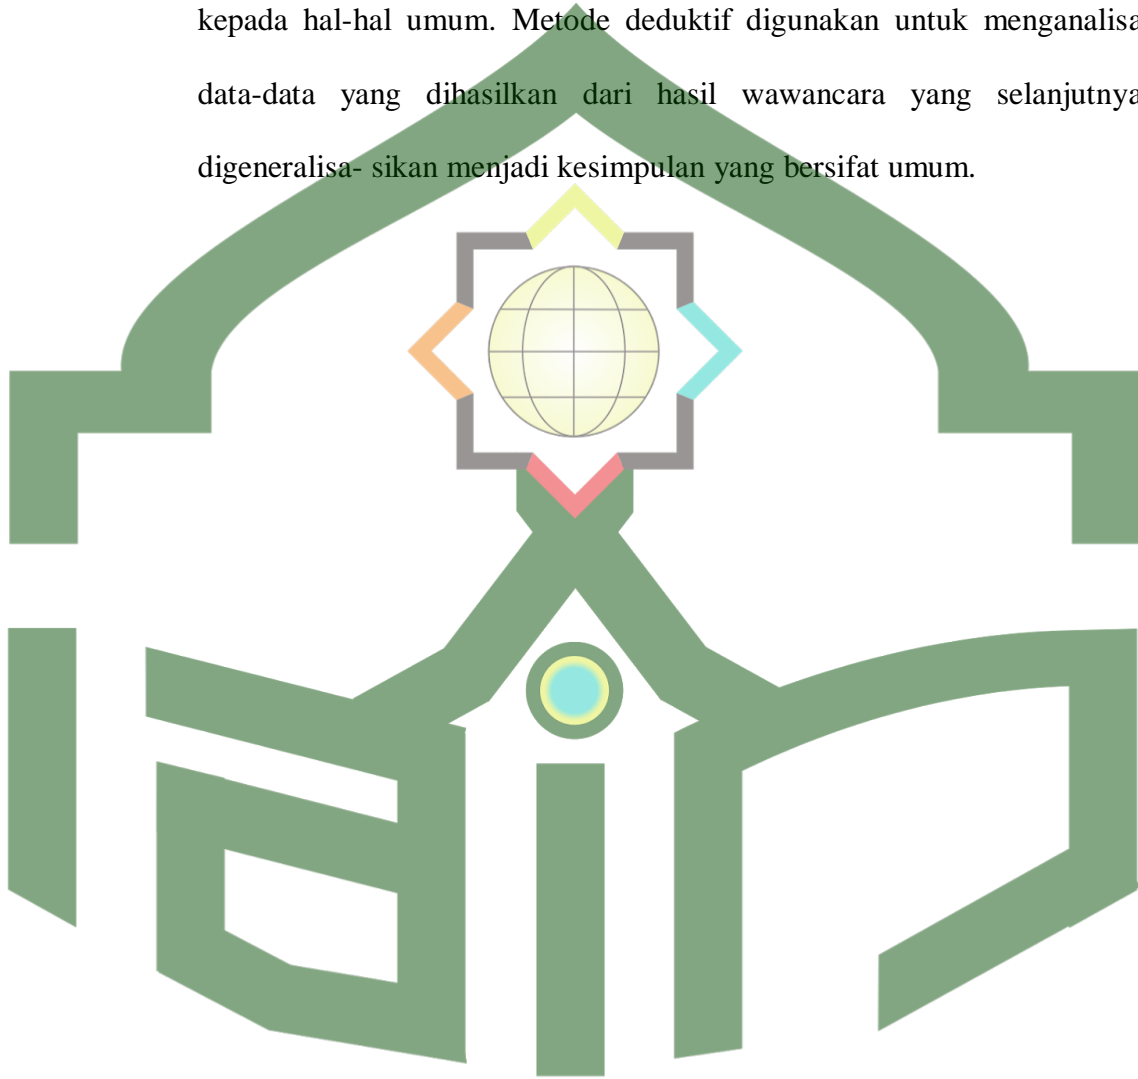 kepada hal-hal umum. Metode deduktif digunakan untuk menganalisa
data-data yang dihasilkan dari hasil wawancara yang selanjutnya
digeneralisa- sikan menjadi kesimpulan yang bersifat umum.
iain